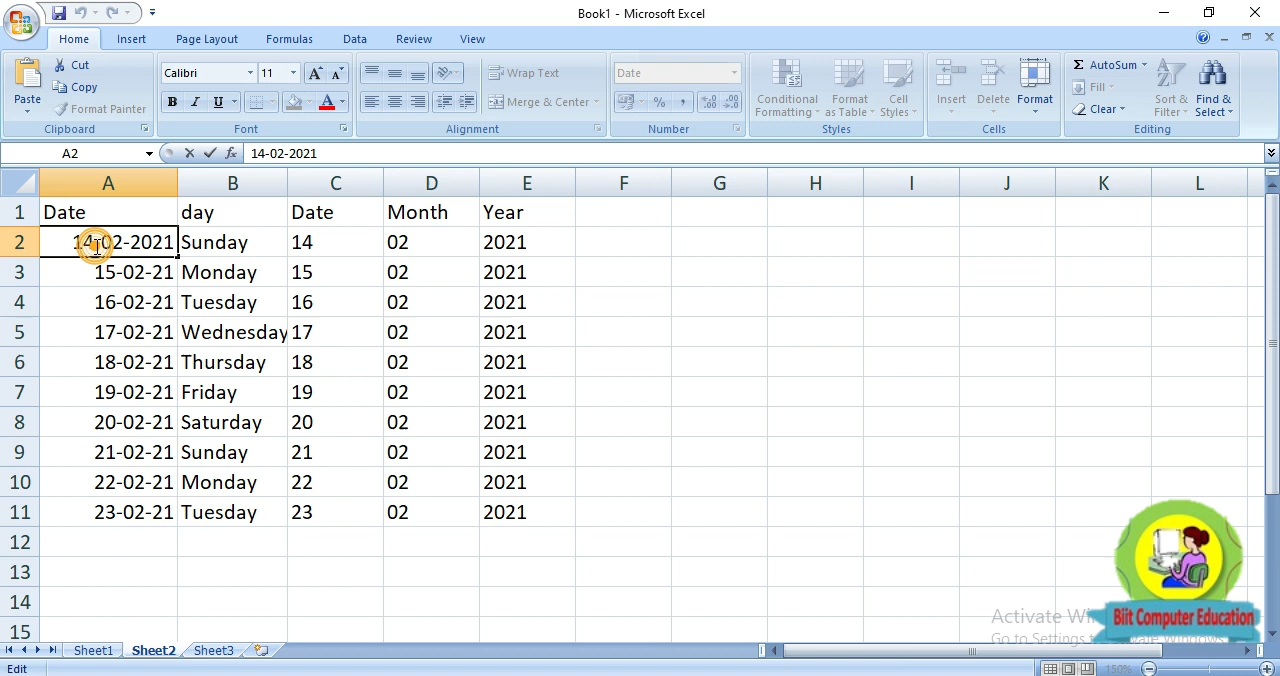 Book1 - Microsoft Excel
Home Insert Page Layout Formulas Data Review View
Paste
Cut
Copy
Format Painter
Clipboard
Calibri 11
B I U
Font
Wrap Text
Merge & Center
Alignment
Date
Number
Conditional Formatting
Format as Table
Cell Styles
Styles
Insert
Delete
Format
Cells
Σ AutoSum
Fill
Clear
Sort & Filter
Find & Select
Editing
A2 fx 14-02-2021
A B C D E F G H I J K L
1 Date day Date Month Year
2 14-02-2021 Sunday 14 02 2021
3 15-02-21 Monday 15 02 2021
4 16-02-21 Tuesday 16 02 2021
5 17-02-21 Wednesday 17 02 2021
6 18-02-21 Thursday 18 02 2021
7 19-02-21 Friday 19 02 2021
8 20-02-21 Saturday 20 02 2021
9 21-02-21 Sunday 21 02 2021
10 22-02-21 Monday 22 02 2021
11 23-02-21 Tuesday 23 02 2021
12
13
14
15
Activate Wi
Go to Settings
Biit Computer Education
Sheet1 Sheet2 Sheet3
Edit
150%